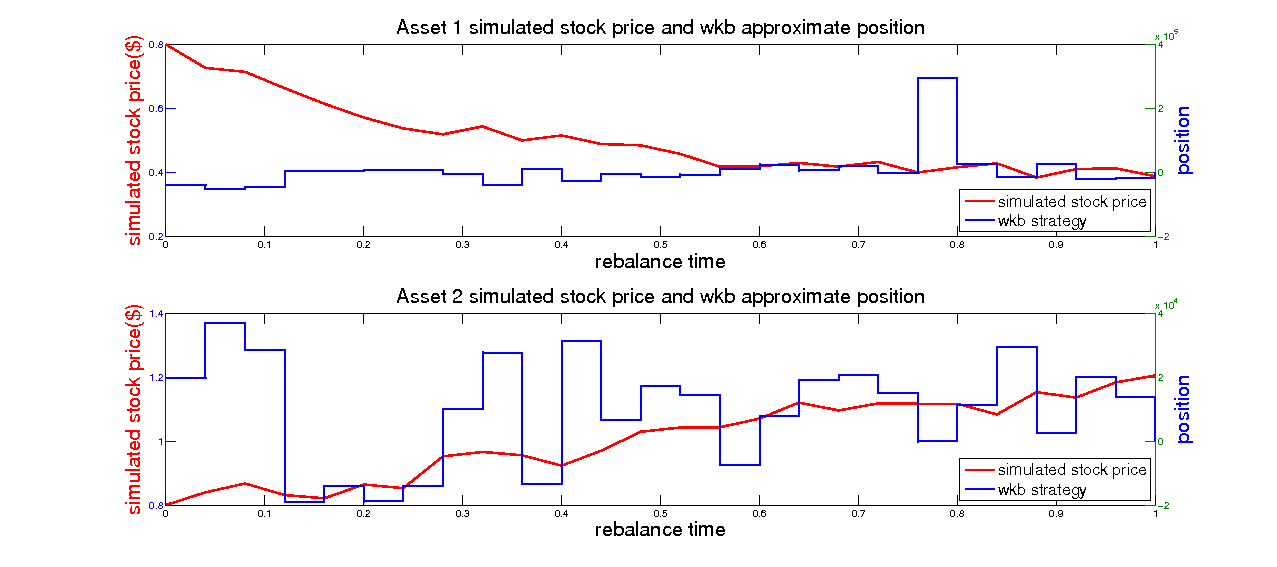 Asset 1 simulated stock price and wkb approximate position
x 10^5
simulated stock price($)
0.8
0.6
0.4
0.2
4
2
0
-2
position
simulated stock price
wkb strategy
0 0.1 0.2 0.3 0.4 0.5 0.6 0.7 0.8 0.9 1
rebalance time
Asset 2 simulated stock price and wkb approximate position
x 10^4
simulated stock price($)
1.4
1.2
1
0.8
4
2
0
-2
position
simulated stock price
wkb strategy
0 0.1 0.2 0.3 0.4 0.5 0.6 0.7 0.8 0.9 1
rebalance time